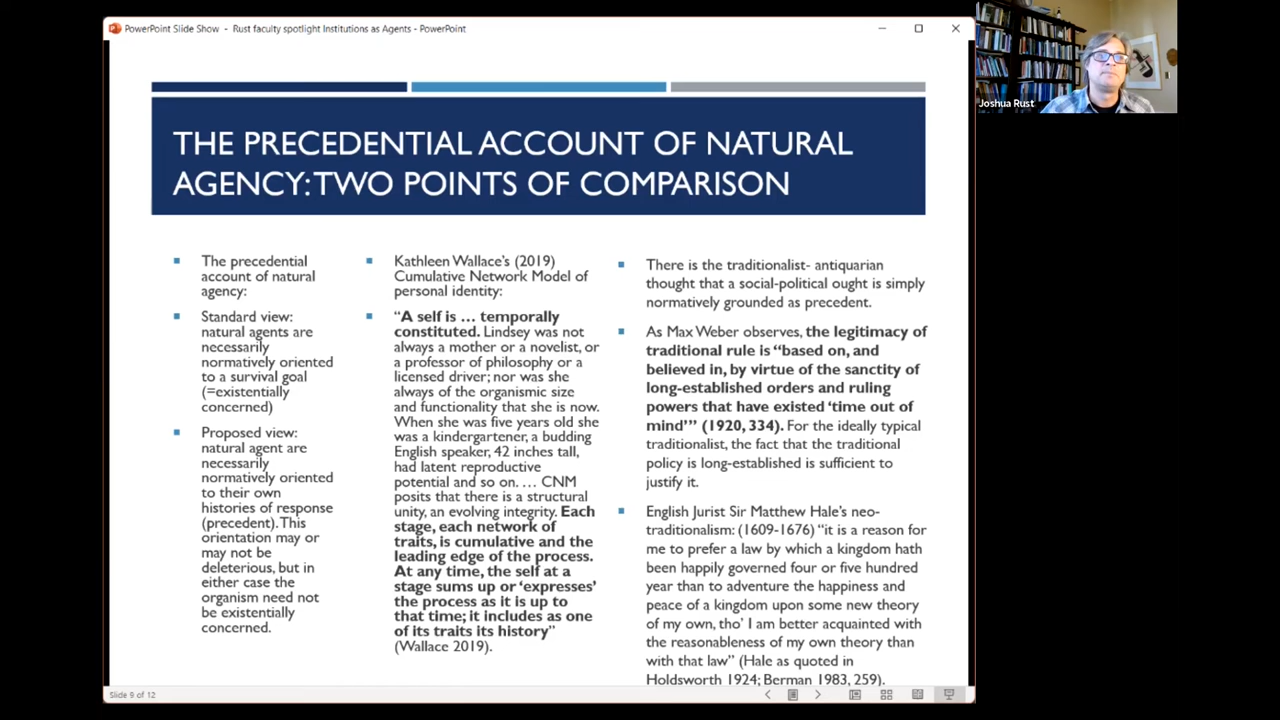 PowerPoint Slide Show - Rust faculty spotlight Institutions as Agents - PowerPoint
Joshua Rust
THE PRECEDENTIAL ACCOUNT OF NATURAL
AGENCY: TWO POINTS OF COMPARISON
The precedential
account of natural
agency:
Standard view:
natural agents are
necessarily
normatively oriented
to a survival goal
(=existentially
concerned)
Proposed view:
natural agent are
necessarily
normatively oriented
to their own
histories of response
(precedent). This
orientation may or
may not be
deleterious, but in
either case the
organism need not
be existentially
concerned.
Kathleen Wallace's (2019)
Cumulative Network Model of
personal identity:
"A self is … temporally
constituted. Lindsey was not
always a mother or a novelist, or
a professor of philosophy or a
licensed driver; nor was she
always of the organismic size
and functionality that she is now.
When she was five years old she
was a kindergartener, a budding
English speaker, 42 inches tall,
had latent reproductive
potential and so on. … CNM
posits that there is a structural
unity, an evolving integrity. Each
stage, each network of
traits, is cumulative and the
leading edge of the process.
At any time, the self at a
stage sums up or 'expresses'
the process as it is up to
that time; it includes as one
of its traits its history"
(Wallace 2019).
There is the traditionalist- antiquarian
thought that a social-political ought is simply
normatively grounded as precedent.
As Max Weber observes, the legitimacy of
traditional rule is "based on, and
believed in, by virtue of the sanctity of
long-established orders and ruling
powers that have existed 'time out of
mind'" (1920, 334). For the ideally typical
traditionalist, the fact that the traditional
policy is long-established is sufficient to
justify it.
English Jurist Sir Matthew Hale's neo-
traditionalism: (1609-1676) "it is a reason for
me to prefer a law by which a kingdom hath
been happily governed four or five hundred
year than to adventure the happiness and
peace of a kingdom upon some new theory
of my own, tho' I am better acquainted with
the reasonableness of my own theory than
with that law" (Hale as quoted in
Holdsworth 1924; Berman 1983, 259).
Slide 9 of 12